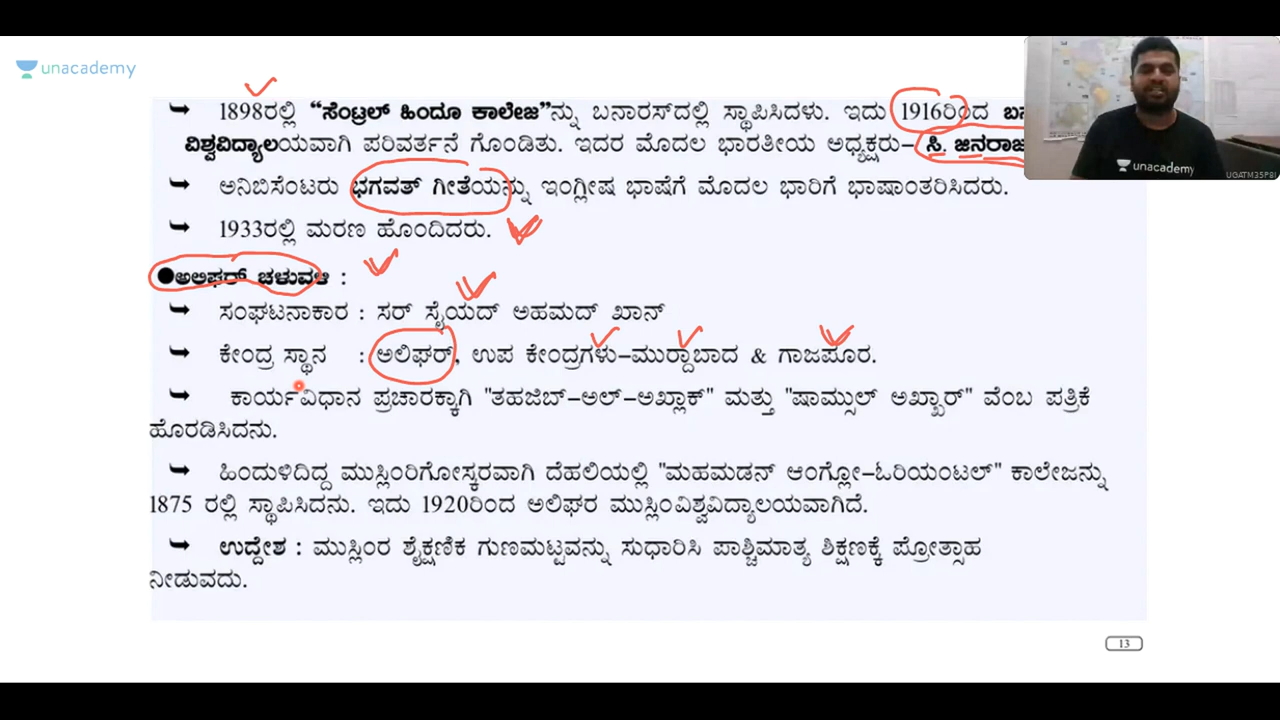 unacademy
➥ 1898ರಲ್ಲಿ “ಸೆಂಟ್ರಲ್ ಹಿಂದೂ ಕಾಲೇಜ”ನ್ನು ಬನಾರಸ್‌ದಲ್ಲಿ ಸ್ಥಾಪಿಸಿದಳು. ಇದು 1916ರಿಂದ
ವಿಶ್ವವಿದ್ಯಾಲಯವಾಗಿ ಪರಿವರ್ತನೆ ಗೊಂಡಿತು. ಇದರ ಮೊದಲ ಭಾರತೀಯ ಅಧ್ಯಕ್ಷರು– ಸಿ. ಜಿನರಾಜ
➥ ಅನಿಬಿಸೆಂಟರು ಭಗವತ್ ಗೀತೆಯನ್ನು ಇಂಗ್ಲೀಷ ಭಾಷೆಗೆ ಮೊದಲ ಭಾರಿಗೆ ಭಾಷಾಂತರಿಸಿದರು.
➥ 1933ರಲ್ಲಿ ಮರಣ ಹೊಂದಿದರು.
●ಅಲಿಘರ್ ಚಳುವಳಿ :
➥ ಸಂಘಟನಾಕಾರ : ಸರ್ ಸೈಯದ್ ಅಹಮದ್ ಖಾನ್
➥ ಕೇಂದ್ರ ಸ್ಥಾನ : ಅಲಿಘರ್, ಉಪ ಕೇಂದ್ರಗಳು–ಮುರ್‍ದಾಬಾದ & ಗಾಜಪೂರ.
➥ ಕಾರ್ಯವಿಧಾನ ಪ್ರಚಾರಕ್ಕಾಗಿ "ತಹಜಿಬ್–ಅಲ್–ಅಖ್ಲಾಕ್" ಮತ್ತು "ಷಾಮ್ಸುಲ್ ಅಖ್ಖಾರ್" ವೆಂಬ ಪತ್ರಿಕೆ
ಹೊರಡಿಸಿದನು.
➥ ಹಿಂದುಳಿದಿದ್ದ ಮುಸ್ಲಿಂರಿಗೋಸ್ಕರವಾಗಿ ದೆಹಲಿಯಲ್ಲಿ "ಮಹಮಡನ್ ಆಂಗ್ಲೋ–ಓರಿಯಂಟಲ್" ಕಾಲೇಜನ್ನು
1875 ರಲ್ಲಿ ಸ್ಥಾಪಿಸಿದನು. ಇದು 1920ರಿಂದ ಅಲಿಘರ ಮುಸ್ಲಿಂವಿಶ್ವವಿದ್ಯಾಲಯವಾಗಿದೆ.
➥ ಉದ್ದೇಶ : ಮುಸ್ಲಿಂರ ಶೈಕ್ಷಣಿಕ ಗುಣಮಟ್ಟವನ್ನು ಸುಧಾರಿಸಿ ಪಾಶ್ಚಿಮಾತ್ಯ ಶಿಕ್ಷಣಕ್ಕೆ ಪ್ರೋತ್ಸಾಹ
ನೀಡುವದು.
13
unacademy
UGATM35P8I